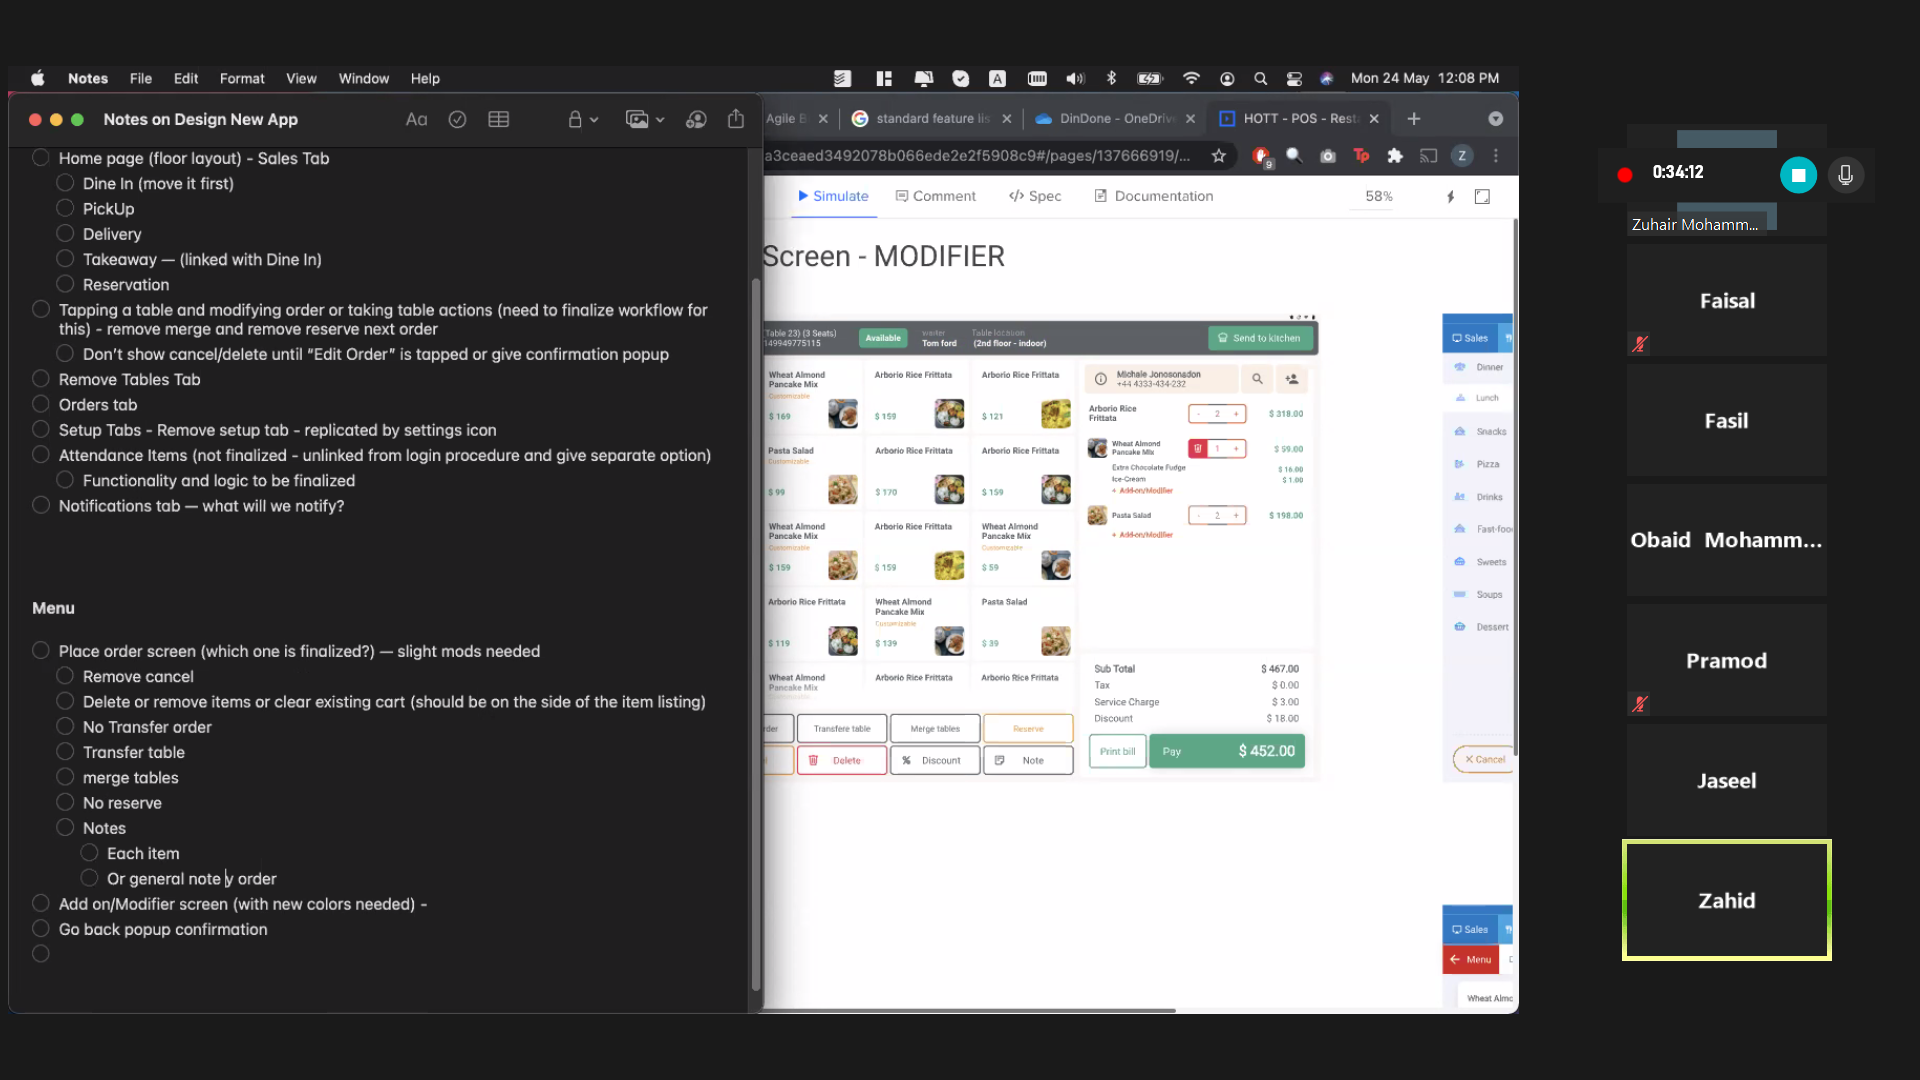 Notes File Edit Format View Window Help
A
Mon 24 May 12:08 PM
Notes on Design New App
Aa
Home page (floor layout) - Sales Tab
Dine In (move it first)
PickUp
Delivery
Takeaway — (linked with Dine In)
Reservation
Tapping a table and modifying order or taking table actions (need to finalize workflow for
this) - remove merge and remove reserve next order
Don't show cancel/delete until “Edit Order” is tapped or give confirmation popup
Remove Tables Tab
Orders tab
Setup Tabs - Remove setup tab - replicated by settings icon
Attendance Items (not finalized - unlinked from login procedure and give separate option)
Functionality and logic to be finalized
Notifications tab — what will we notify?
Menu
Place order screen (which one is finalized?) — slight mods needed
Remove cancel
Delete or remove items or clear existing cart (should be on the side of the item listing)
No Transfer order
Transfer table
merge tables
No reserve
Notes
Each item
Or general note y order
Add on/Modifier screen (with new colors needed) -
Go back popup confirmation
Agile B
standard feature lis
DinDone - OneDrive
HOTT - POS - Rest
a3ceaed3492078b066ede2e2f5908c9#/pages/137666919/...
9
Tp
Z
Simulate
Comment
</> Spec
Documentation
58%
Screen - MODIFIER
(Table 23) (3 Seats)
149949775115
Available
waiter
Tom ford
Table location
(2nd floor - indoor)
Send to kitchen
Wheat Almond
Pancake Mix
Customizable
$ 169
Arborio Rice Frittata
$ 159
Arborio Rice Frittata
$ 121
Pasta Salad
Customizable
$ 99
Arborio Rice Frittata
$ 170
Arborio Rice Frittata
$ 159
Wheat Almond
Pancake Mix
Customizable
$ 159
Arborio Rice Frittata
$ 159
Wheat Almond
Pancake Mix
Customizable
$ 59
Arborio Rice Frittata
$ 119
Wheat Almond
Pancake Mix
Customizable
$ 139
Pasta Salad
$ 39
Wheat Almond
Pancake Mix
Arborio Rice Frittata
Arborio Rice Frittata
Michale Jonosonadon
+44 4333-434-232
Arborio Rice
Frittata
- 2 +
$ 318.00
Wheat Almond
Pancake Mix
1 +
$ 59.00
Extra Chocolate Fudge
$ 16.00
Ice-Cream
$ 1.00
+ Add-on/Modifier
Pasta Salad
- 2 +
$ 198.00
+ Add-on/Modifier
Sub Total $ 467.00
Tax $ 0.00
Service Charge $ 3.00
Discount $ 18.00
Print bill
Pay $ 452.00
Transfere table
Merge tables
Reserve
Delete
Discount
Note
Sales
Dinner
Lunch
Snacks
Pizza
Drinks
Fast-foo
Sweets
Soups
Dessert
Cancel
Sales
Menu
Wheat Almo
0:34:12
Zuhair Mohamm...
Faisal
Fasil
Obaid Mohamm...
Pramod
Jaseel
Zahid